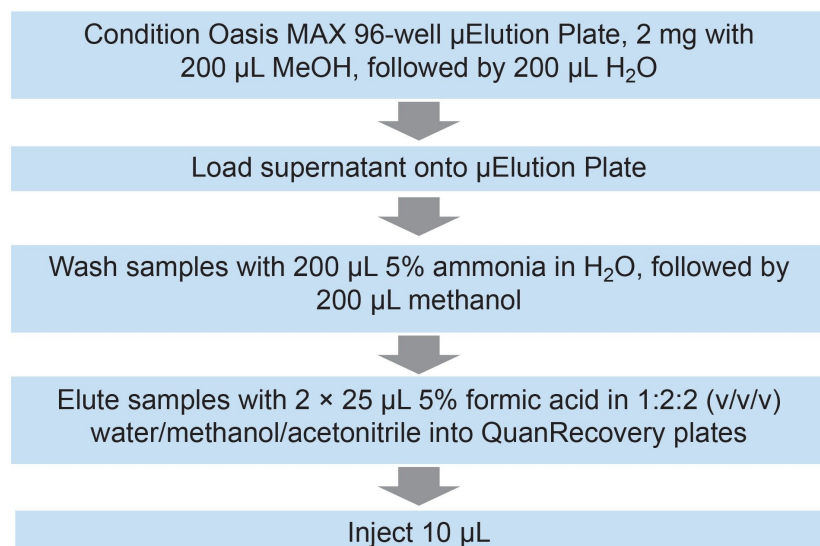 Condition Oasis MAX 96-well µElution Plate, 2 mg with
200 µL MeOH, followed by 200 µL H₂O
Load supernatant onto µElution Plate
Wash samples with 200 µL 5% ammonia in H₂O, followed by
200 µL methanol
Elute samples with 2 × 25 µL 5% formic acid in 1:2:2 (v/v/v)
water/methanol/acetonitrile into QuanRecovery plates
Inject 10 µL